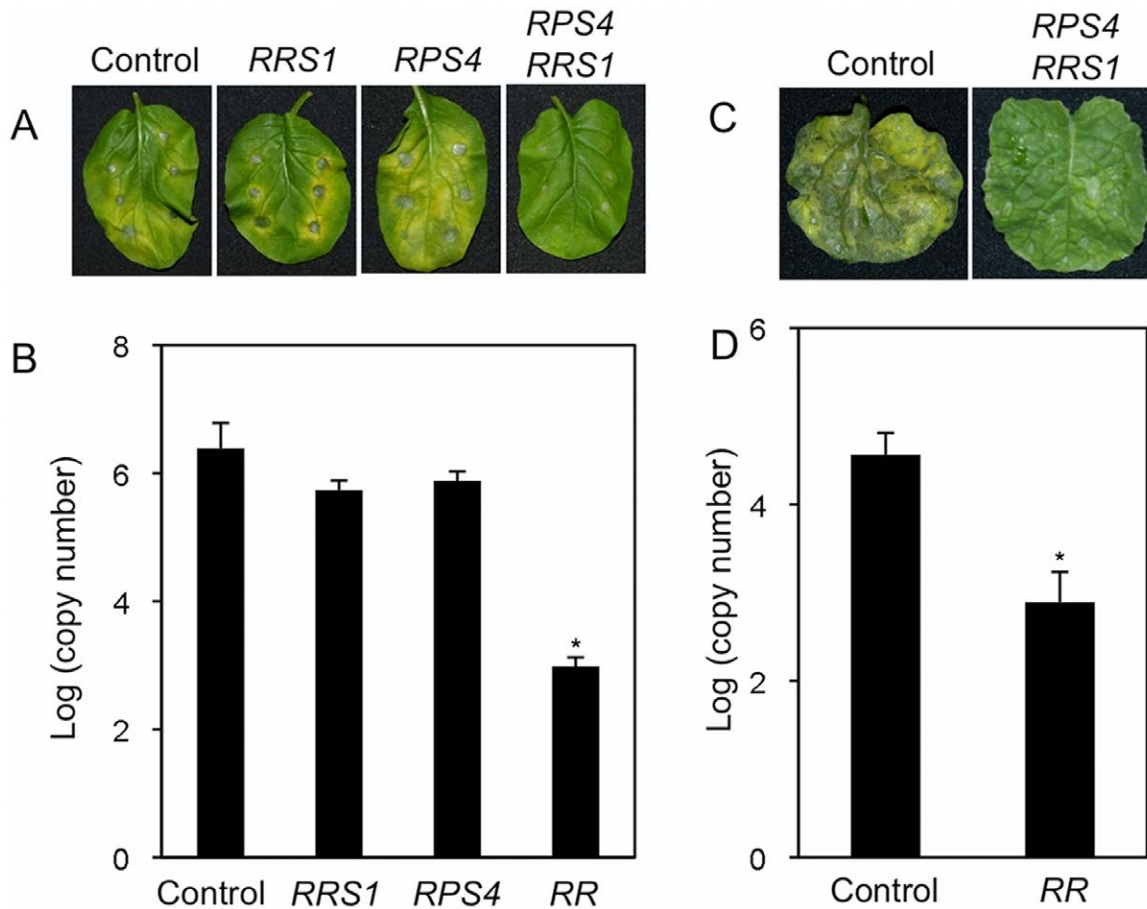 A
Control
RRS1
RPS4
RPS4
RRS1
C
Control
RPS4
RRS1
B
Log (copy number)
8
6
4
2
0
Control
RRS1
RPS4
RR
*
D
Log (copy number)
6
4
2
0
Control
RR
*